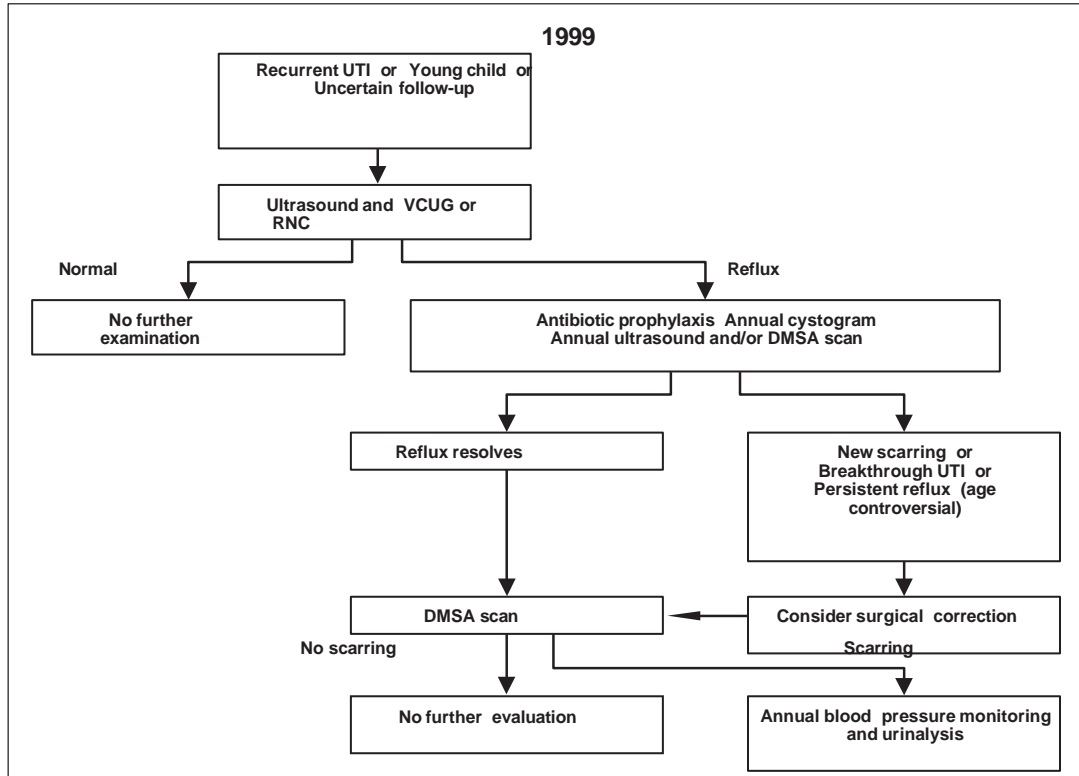 1999
Recurrent UTI or Young child or
Uncertain follow-up
Ultrasound and VCUG or
RNC
Normal
Reflux
No further
examination
Antibiotic prophylaxis Annual cystogram
Annual ultrasound and/or DMSA scan
Reflux resolves
New scarring or
Breakthrough UTI or
Persistent reflux (age
controversial)
DMSA scan
Consider surgical correction
No scarring
Scarring
No further evaluation
Annual blood pressure monitoring
and urinalysis